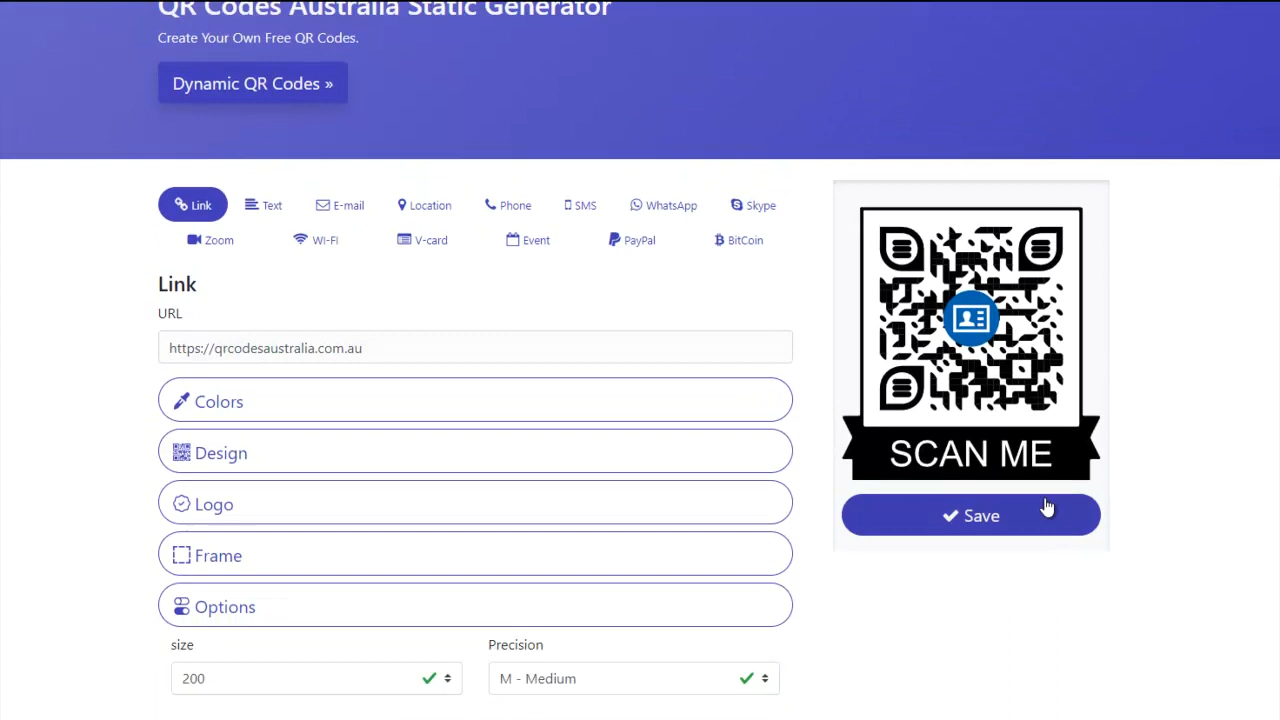 QR Codes Australia Static Generator
Create Your Own Free QR Codes.
Dynamic QR Codes »
Link Text E-mail Location Phone SMS WhatsApp Skype
Zoom WI-FI V-card Event PayPal BitCoin
Link
URL
https://qrcodesaustralia.com.au
Colors
Design
Logo
Frame
Options
size Precision
200 M - Medium
SCAN ME
Save